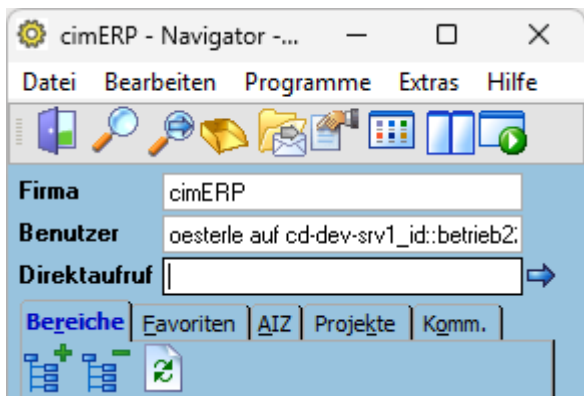 cimERP - Navigator -...
Datei Bearbeiten Programme Extras Hilfe
Firma cimERP
Benutzer oesterle auf cd-dev-srv1_id::betrieb2:
Direktaufruf
Bereiche Favoriten AIZ Projekte Komm.